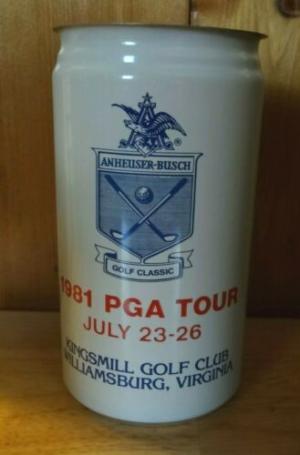 ANHEUSER-BUSCH
GOLF CLASSIC
1981 PGA TOUR
JULY 23-26
KINGSMILL GOLF CLUB
WILLIAMSBURG, VIRGINIA